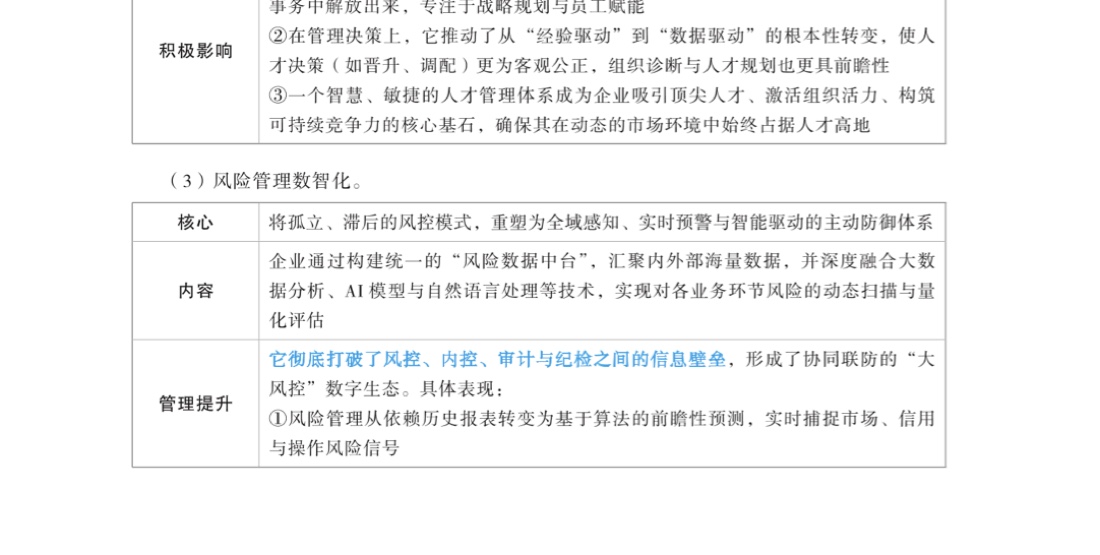 事务中解放出来，专注于战略规划与员工赋能
积极影响
②在管理决策上，它推动了从“经验驱动”到“数据驱动”的根本性转变，使人
才决策（如晋升、调配）更为客观公正，组织诊断与人才规划也更具前瞻性
③一个智慧、敏捷的人才管理体系成为企业吸引顶尖人才、激活组织活力、构筑
可持续竞争力的核心基石，确保其在动态的市场环境中始终占据人才高地
（3）风险管理数智化。
核心
将孤立、滞后的风控模式，重塑为全域感知、实时预警与智能驱动的主动防御体系
内容
企业通过构建统一的“风险数据中台”，汇聚内外部海量数据，并深度融合大数
据分析、AI 模型与自然语言处理等技术，实现对各业务环节风险的动态扫描与量
化评估
管理提升
它彻底打破了风控、内控、审计与纪检之间的信息壁垒，形成了协同联防的“大
风控”数字生态。具体表现：
①风险管理从依赖历史报表转变为基于算法的前瞻性预测，实时捕捉市场、信用
与操作风险信号